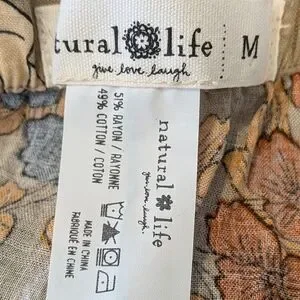 tural life
give. love. laugh.
M
natural life
give. love. laugh.
51% RAYON / RAYONNE
49% COTTON / COTON
MADE IN CHINA
FABRIQUÉ EN CHINE